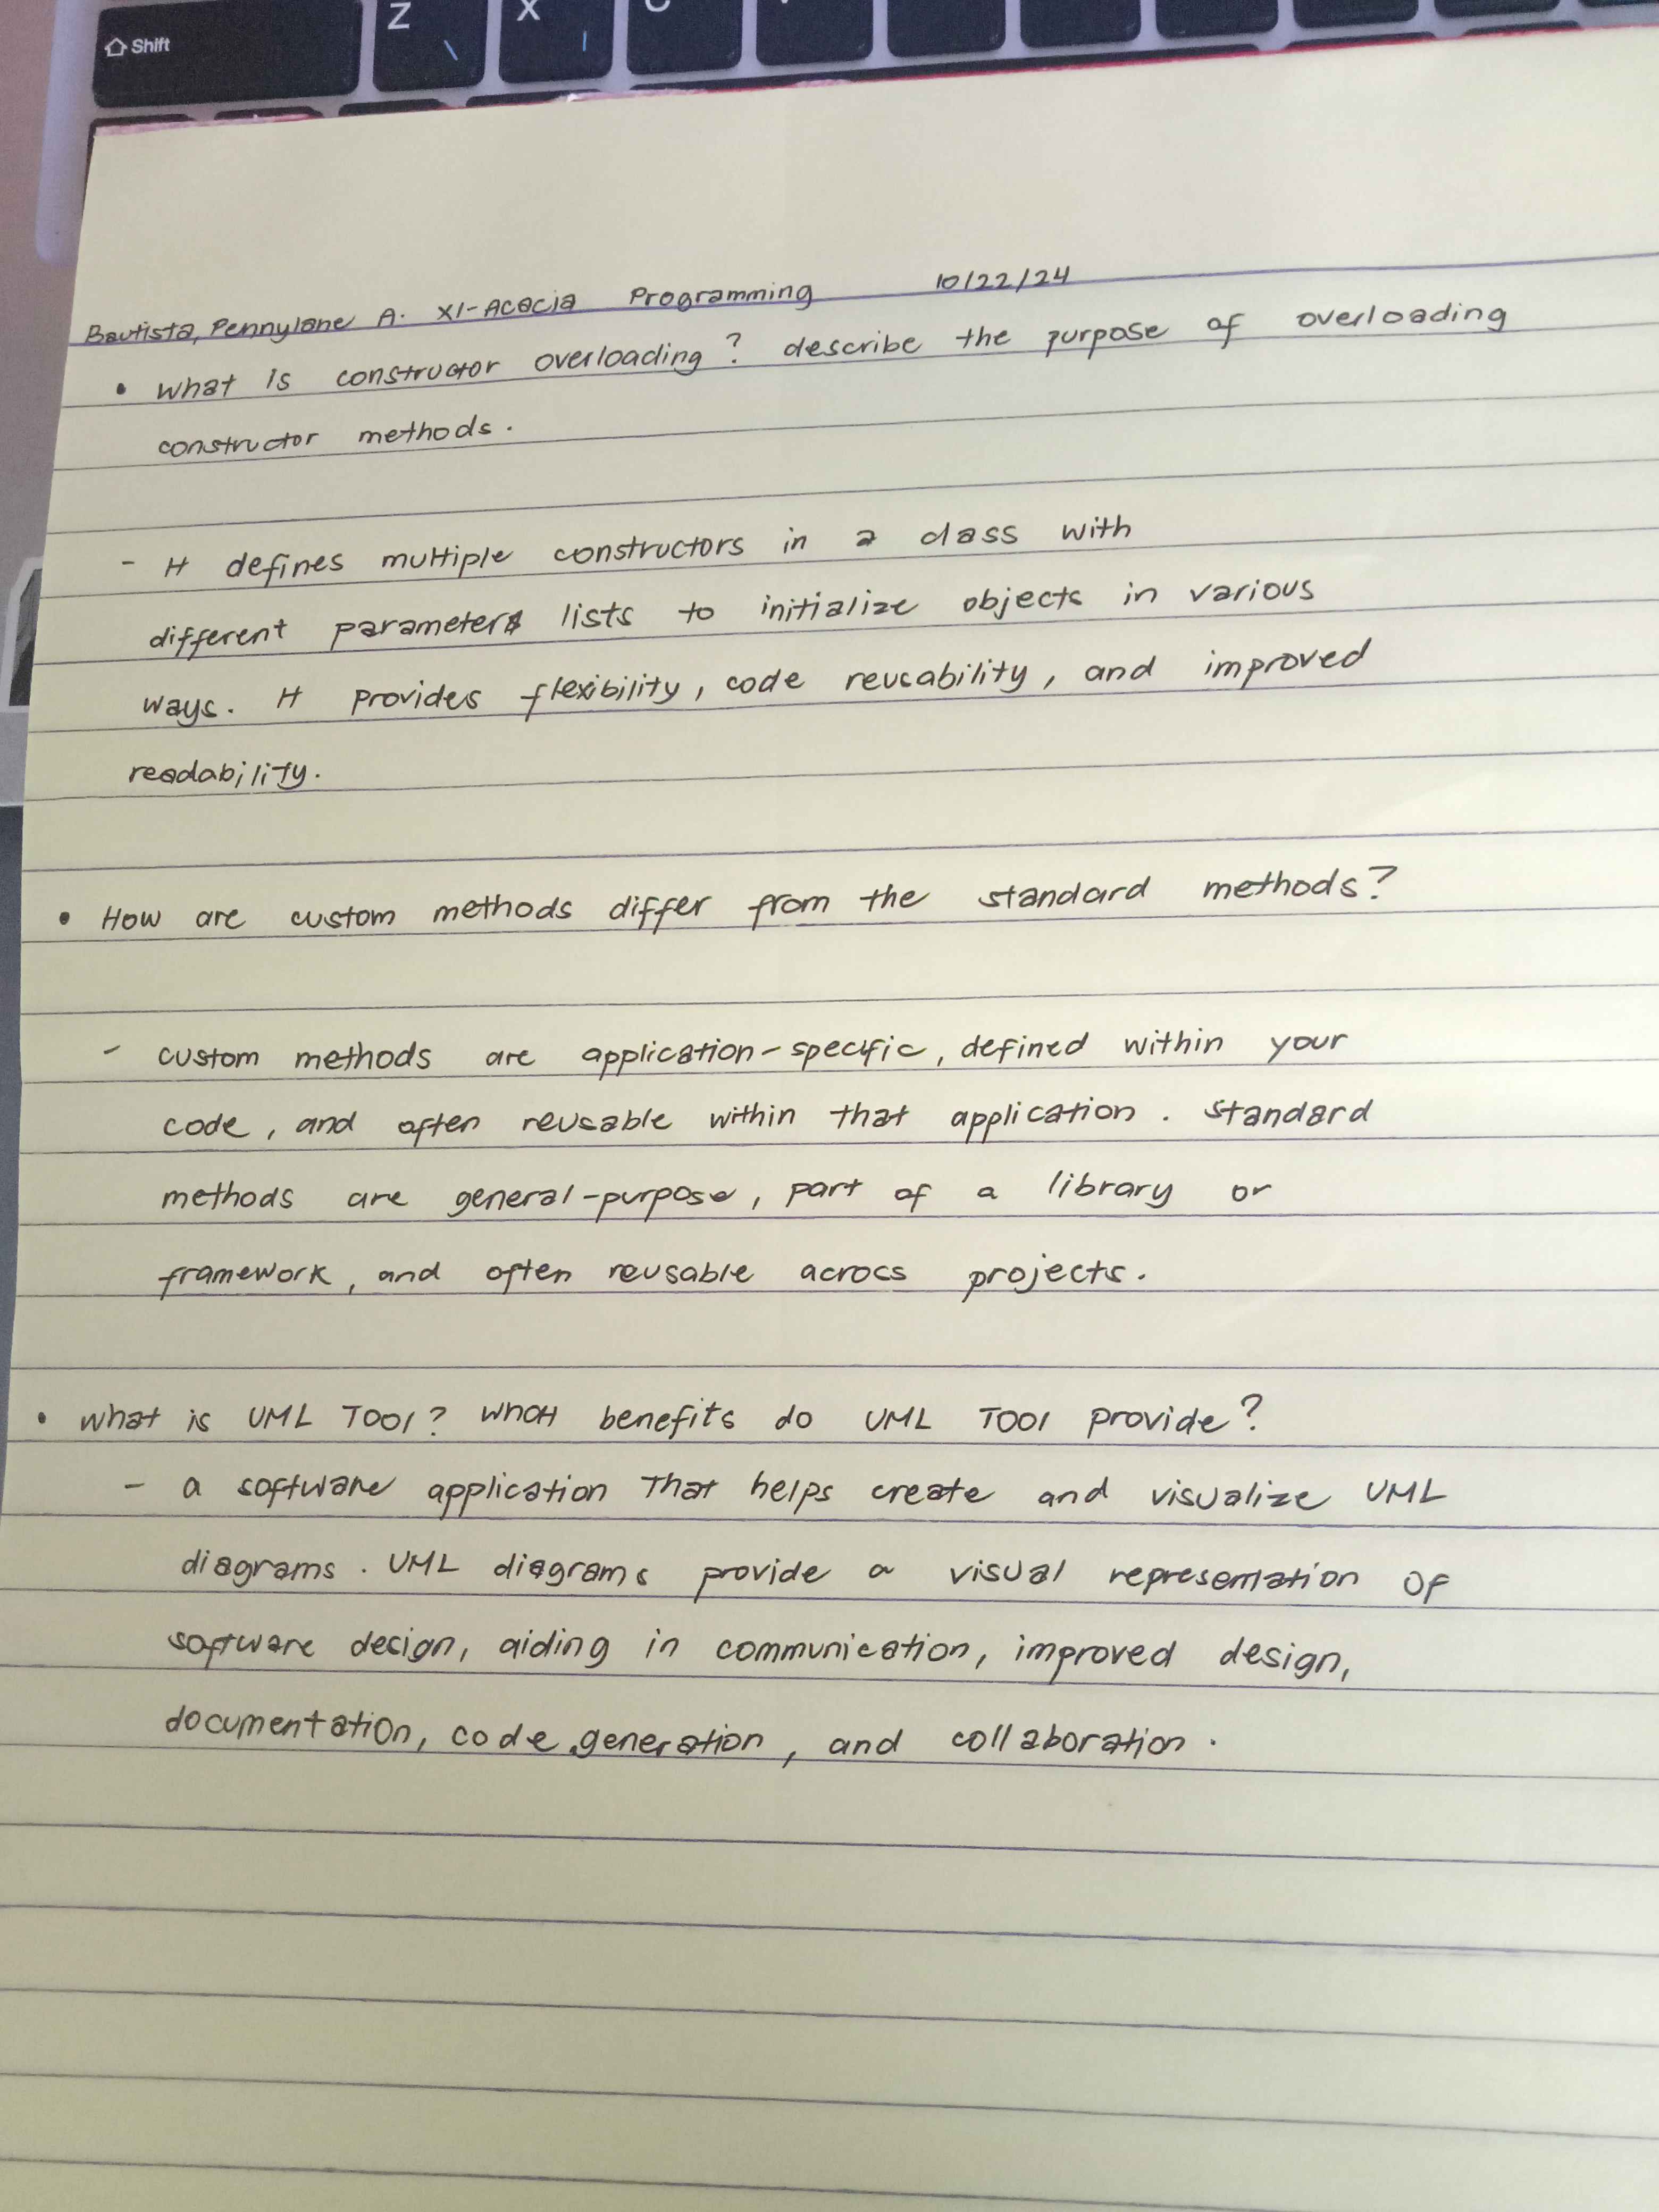 Shift
Z
X
C
Bautista, Pennylane A. XI-Acacia Programming 10/22/24
• what is constructor overloading? describe the purpose of overloading
constructor methods.
- It defines multiple constructors in a class with
different parameter lists to initialize objects in various
ways. It provides flexibility, code reusability, and improved
readability.
• How are custom methods differ from the standard methods?
- custom methods are application-specific, defined within your
code, and often reusable within that application. standard
methods are general-purpose, part of a library or
framework, and often reusable across projects.
• what is UML Tool? what benefits do UML Tool provide?
- a software application That helps create and visualize UML
diagrams. UML diagrams provide a visual representation of
software design, aiding in communication, improved design,
documentation, code generation, and collaboration.